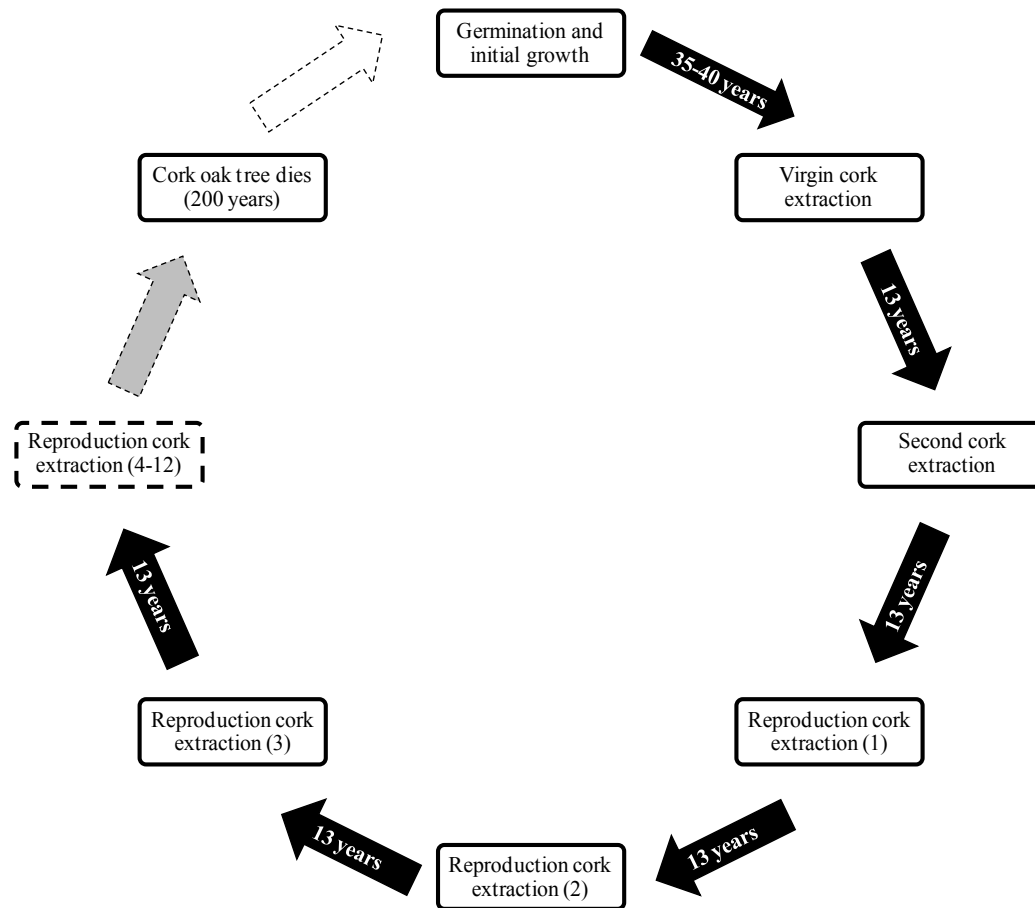 Germination and
initial growth
35-40 years
Virgin cork
extraction
13 years
Second cork
extraction
13 years
Reproduction cork
extraction (1)
13 years
Reproduction cork
extraction (2)
13 years
Reproduction cork
extraction (3)
13 years
Reproduction cork
extraction (4-12)
Cork oak tree dies
(200 years)